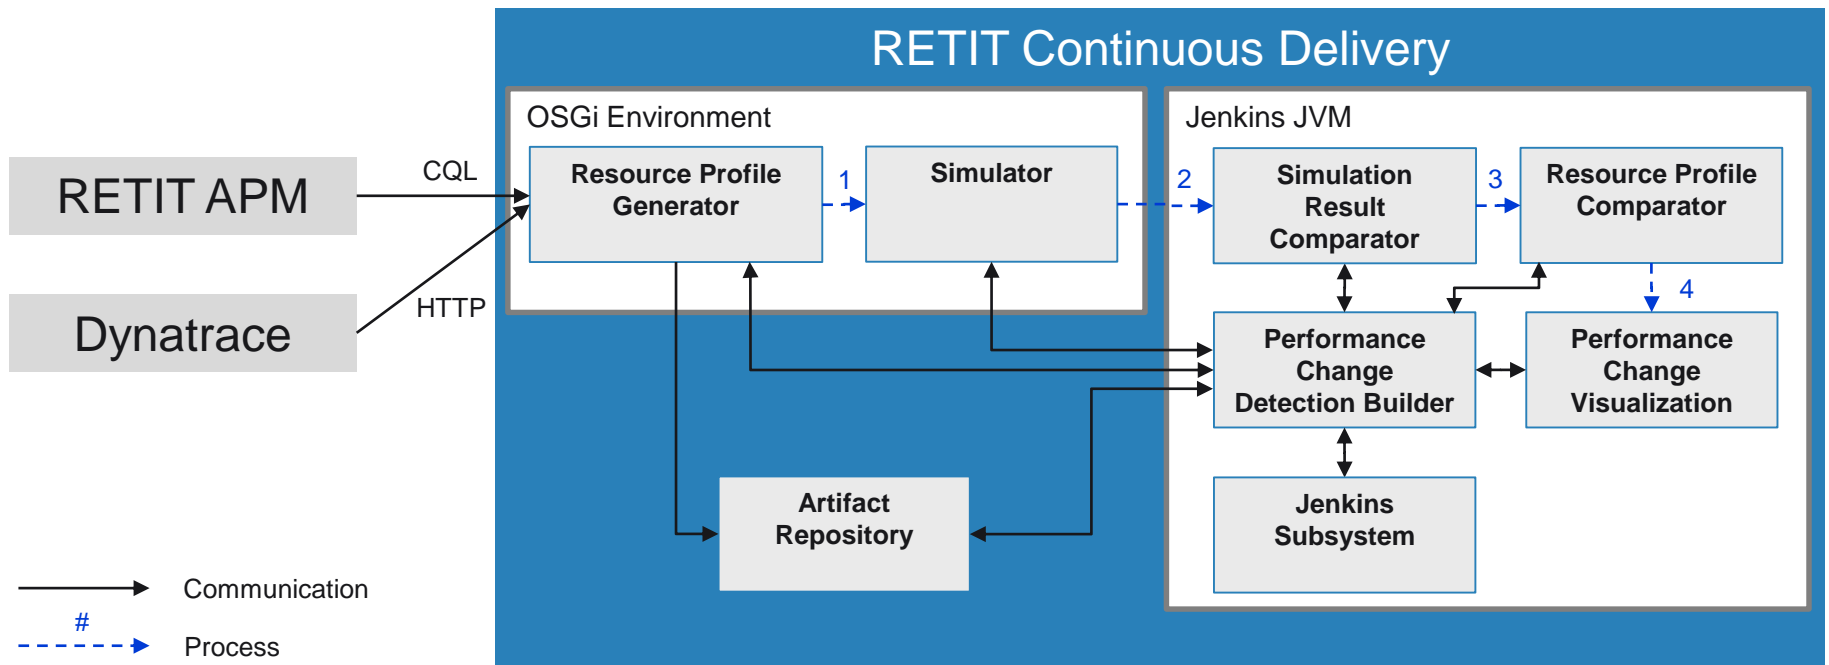 RETIT Continuous Delivery
OSGi Environment
Jenkins JVM
RETIT APM
CQL
Resource Profile
Generator
1
Simulator
2
Simulation
Result
Comparator
3
Resource Profile
Comparator
Dynatrace
HTTP
4
Performance
Change
Detection Builder
Performance
Change
Visualization
Artifact
Repository
Jenkins
Subsystem
Communication
#
Process